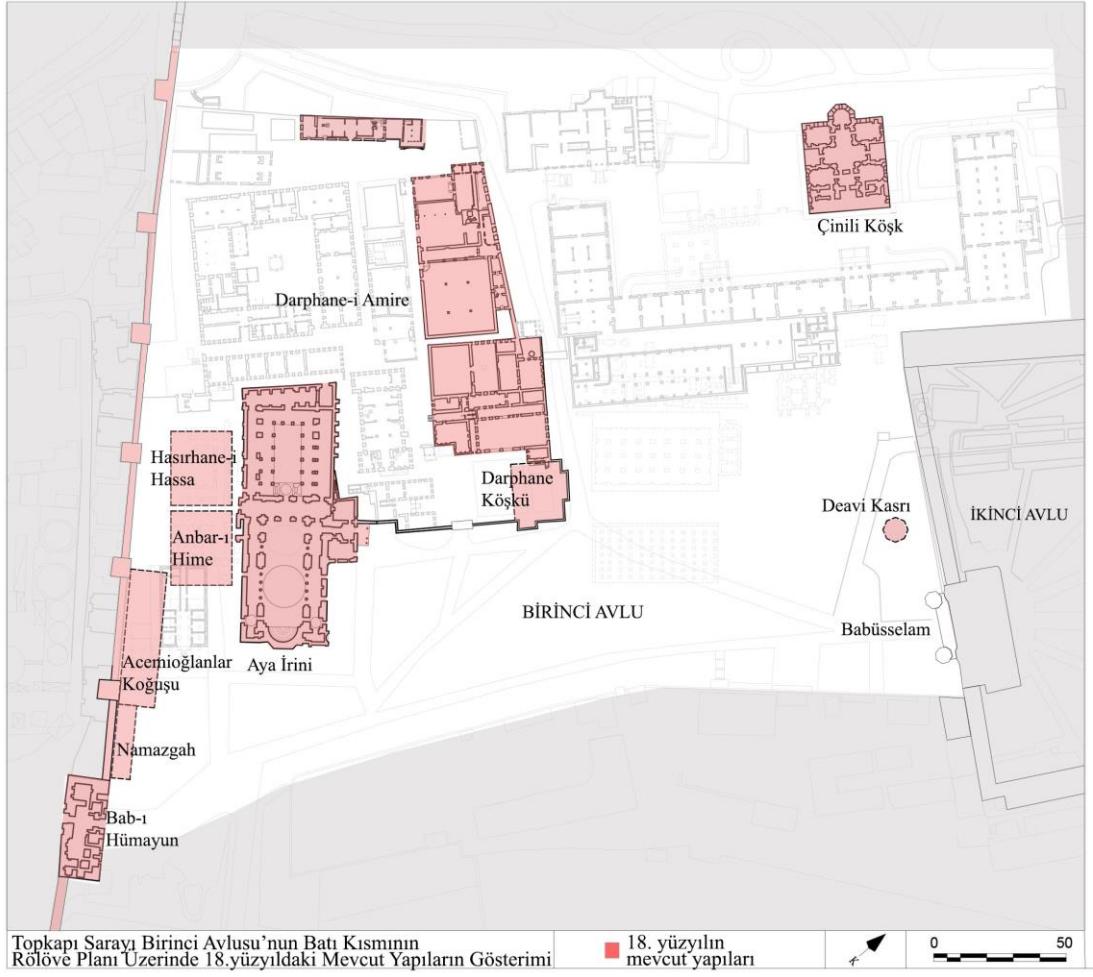 Çinili Köşk
Darphane-i Amire
Hasırhane-i
Hassa
Darphane
Köşkü
Deavi Kasrı
İKİNCİ AVLU
Anbar-ı
Hime
BİRİNCİ AVLU
Babüsselam
Acemioğlanlar
Koğuşu
Aya İrini
Namazgah
Bab-ı
Hümayun
Topkapı Sarayı Birinci Avlusu'nun Batı Kısmının
Rölöve Planı Üzerinde 18.yüzyıldaki Mevcut Yapıların Gösterimi
18. yüzyılın
mevcut yapıları
K
0 50